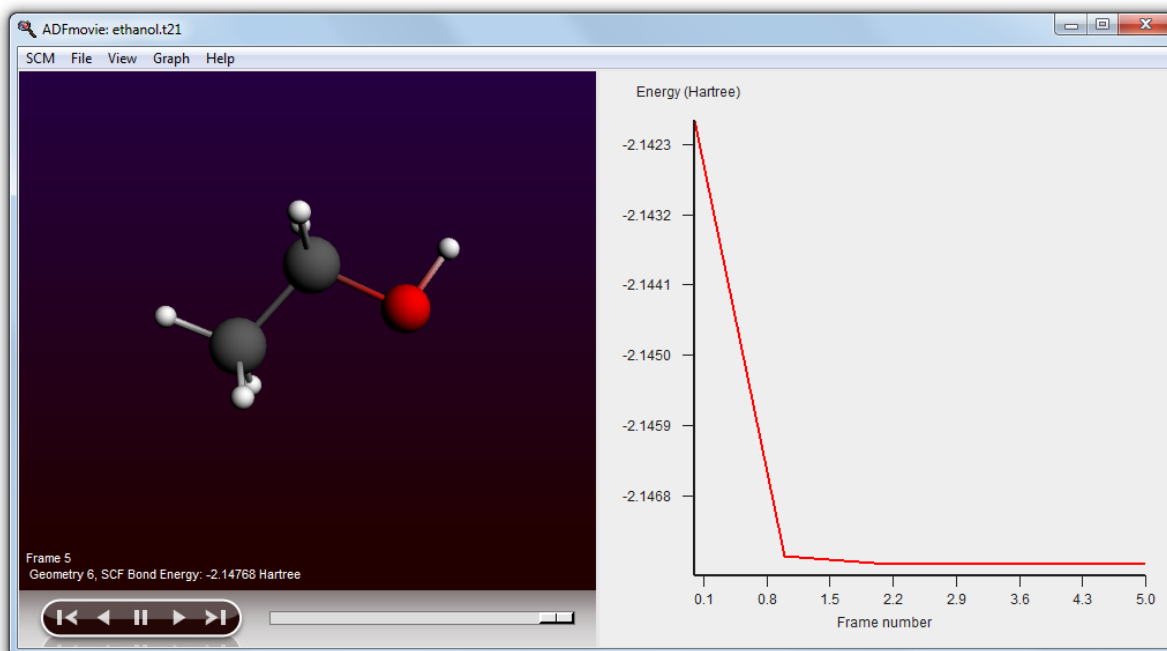 ADFmovie: ethanol.t21
SCM File View Graph Help
Frame 5
Geometry 6, SCF Bond Energy: -2.14768 Hartree
Energy (Hartree)
-2.1423
-2.1432
-2.1441
-2.1450
-2.1459
-2.1468
0.1 0.8 1.5 2.2 2.9 3.6 4.3 5.0
Frame number